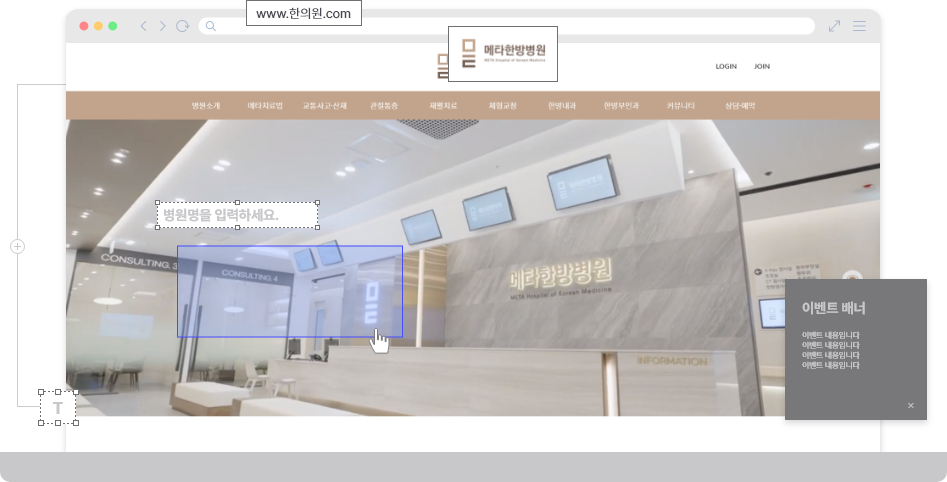 www.한의원.com
메타한방병원
META Hospital of Korean Medicine
LOGIN JOIN
병원소개 메타치료법 교통사고·산재 관절통증 재활치료 체형교정 한방내과 한방부인과 커뮤니티 상담·예약
병원명을 입력하세요.
CONSULTING. 3
CONSULTING. 4
메타한방병원
META Hospital of Korean Medicine
INFORMATION
이벤트 배너
이벤트 내용입니다
이벤트 내용입니다
이벤트 내용입니다
이벤트 내용입니다
T